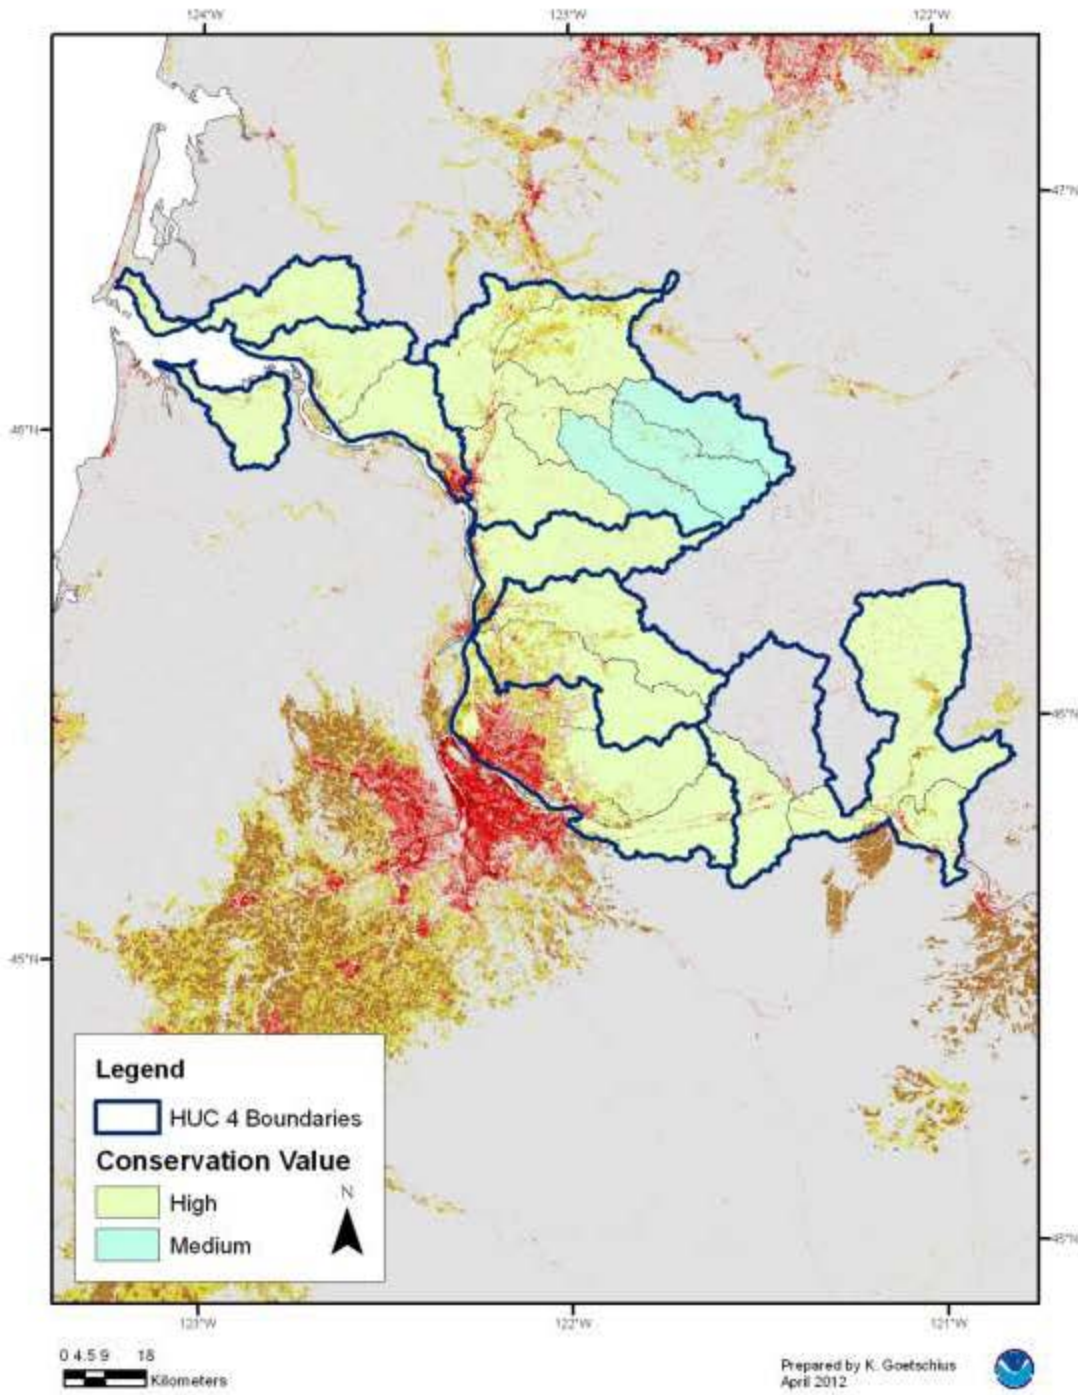 124°W 123°W 122°W
47°N
46°N
46°N
45°N
45°N
Legend
HUC 4 Boundaries
Conservation Value
High
Medium
N
123°W 122°W 121°W
0 4.5 9 18
Kilometers
Prepared by K. Goetschius
April 2012